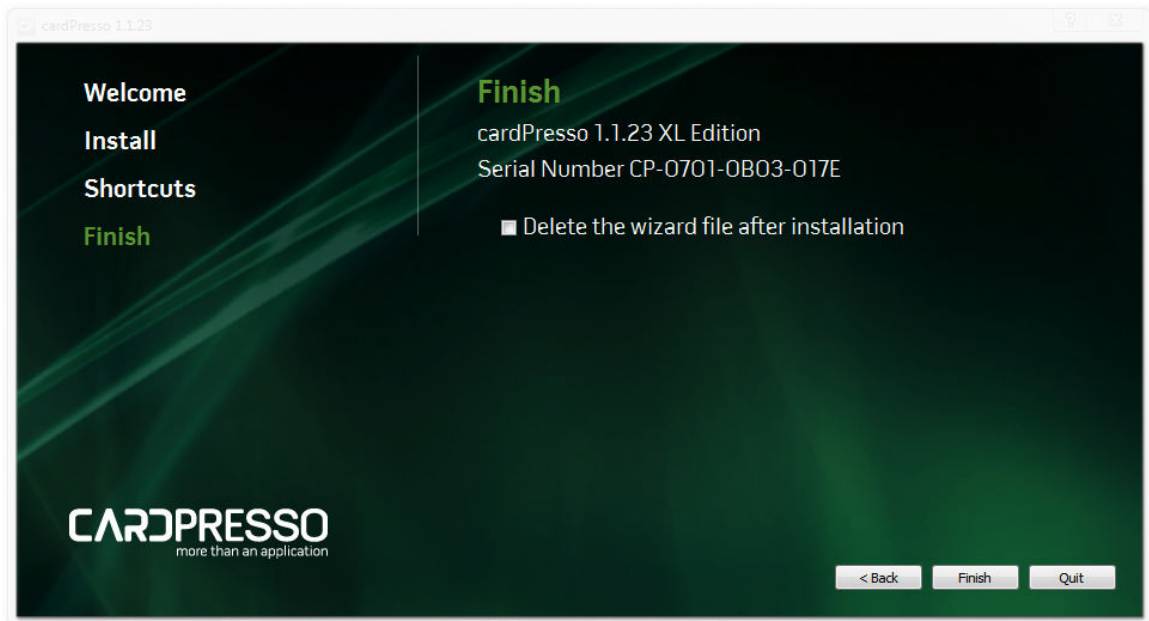 cardPresso 1.1.23
Welcome
Install
Shortcuts
Finish
Finish
cardPresso 1.1.23 XL Edition
Serial Number CP-0701-0B03-017E
Delete the wizard file after installation
CARDPRESSO
more than an application
< Back
Finish
Quit